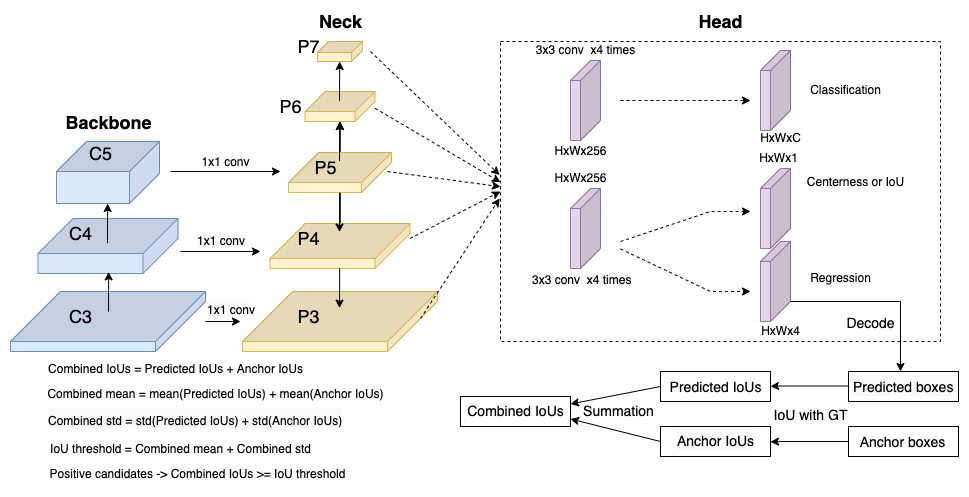 Neck
Head
P7
3x3 conv  x4 times
Classification
P6
Backbone
HxWx256
HxWxC
C5
1x1 conv
P5
HxWx1
HxWx256
Centerness or IoU
C4
1x1 conv
P4
3x3 conv  x4 times
Regression
C3
1x1 conv
P3
HxWx4
Decode
Combined IoUs = Predicted IoUs + Anchor IoUs
Combined mean = mean(Predicted IoUs) + mean(Anchor IoUs)
Combined std = std(Predicted IoUs) + std(Anchor IoUs)
IoU threshold = Combined mean + Combined std
Positive candidates -> Combined IoUs >= IoU threshold
Predicted IoUs
Predicted boxes
Combined IoUs
Summation
IoU with GT
Anchor IoUs
Anchor boxes